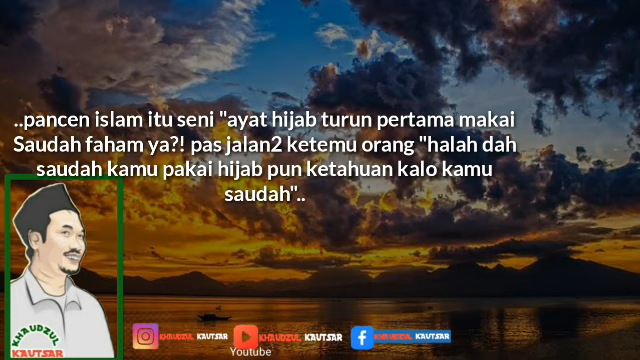 ..pancen islam itu seni "ayat hijab turun pertama makai
Saudah faham ya?! pas jalan2 ketemu orang "halah dah
saudah kamu pakai hijab pun ketahuan kalo kamu
saudah"..
KHAUDZUL
KAUTSAR
KHAUDZUL KAUTSAR
KHAUDZUL KAUTSAR
KHAUDZUL KAUTSAR
Youtube